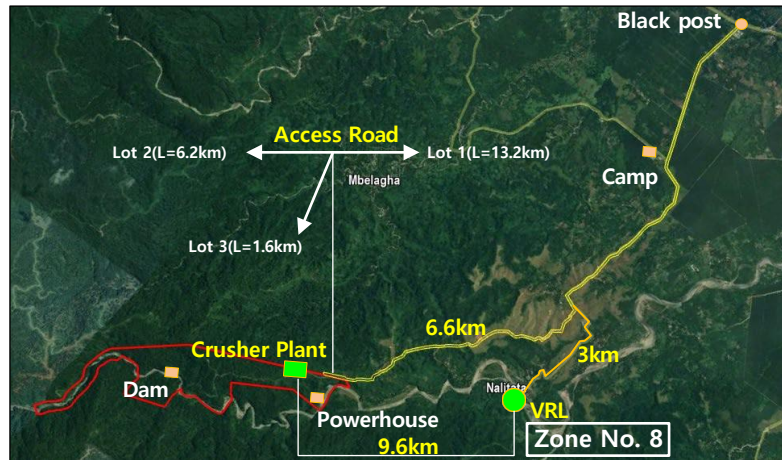 Black post
Access Road
Lot 2(L=6.2km)
Lot 1(L=13.2km)
Mbelagha
Camp
Lot 3(L=1.6km)
6.6km
Crusher Plant
3km
Dam
Nalitata
Powerhouse
VRL
9.6km
Zone No. 8